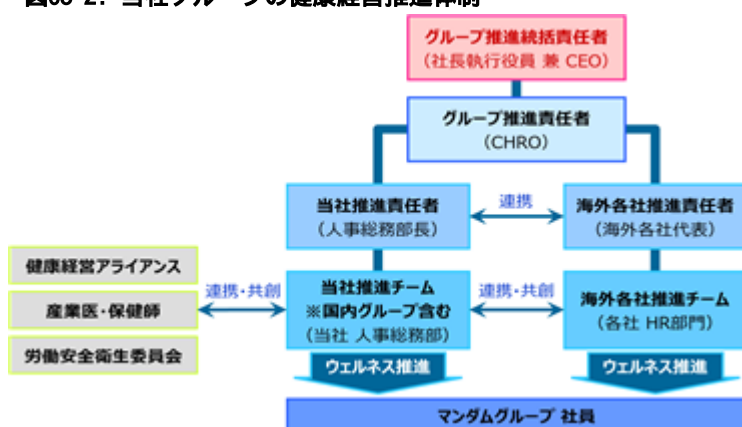 グループ推進統括責任者
(社長執行役員 兼 CEO)
グループ推進責任者
(CHRO)
当社推進責任者
(人事総務部長)
連携
海外各社推進責任者
(海外各社代表)
健康経営アライアンス
産業医・保健師
労働安全衛生委員会
連携・共創
当社推進チーム
※国内グループ含む
(当社 人事総務部)
連携・共創
海外各社推進チーム
(各社 HR部門)
ウェルネス推進
ウェルネス推進
マンダムグループ 社員